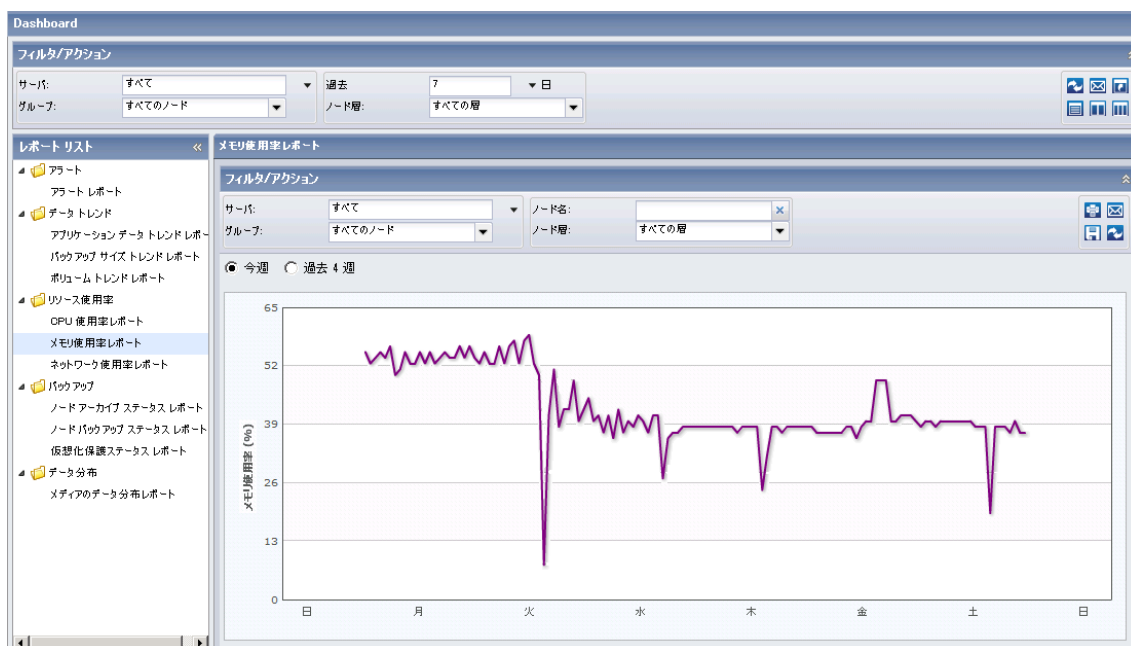 Dashboard
フィルタ/アクション
サーバ: すべて 過去 7 日
グループ: すべてのノード ノード層: すべての層
レポート リスト «
アラート
アラート レポート
データ トレンド
アプリケーション データ トレンド レポー
バックアップ サイズ トレンド レポート
ボリューム トレンド レポート
リソース使用率
CPU 使用率レポート
メモリ使用率レポート
ネットワーク使用率レポート
バックアップ
ノード アーカイブ ステータス レポート
ノード バックアップ ステータス レポート
仮想化保護ステータス レポート
データ分布
メディアのデータ分布レポート
メモリ使用率レポート
フィルタ/アクション
サーバ: すべて ノード名:
グループ: すべてのノード ノード層: すべての層
今週 過去 4 週
メモリ使用率 (%)
65
52
39
26
13
0
日 月 火 水 木 金 土 日